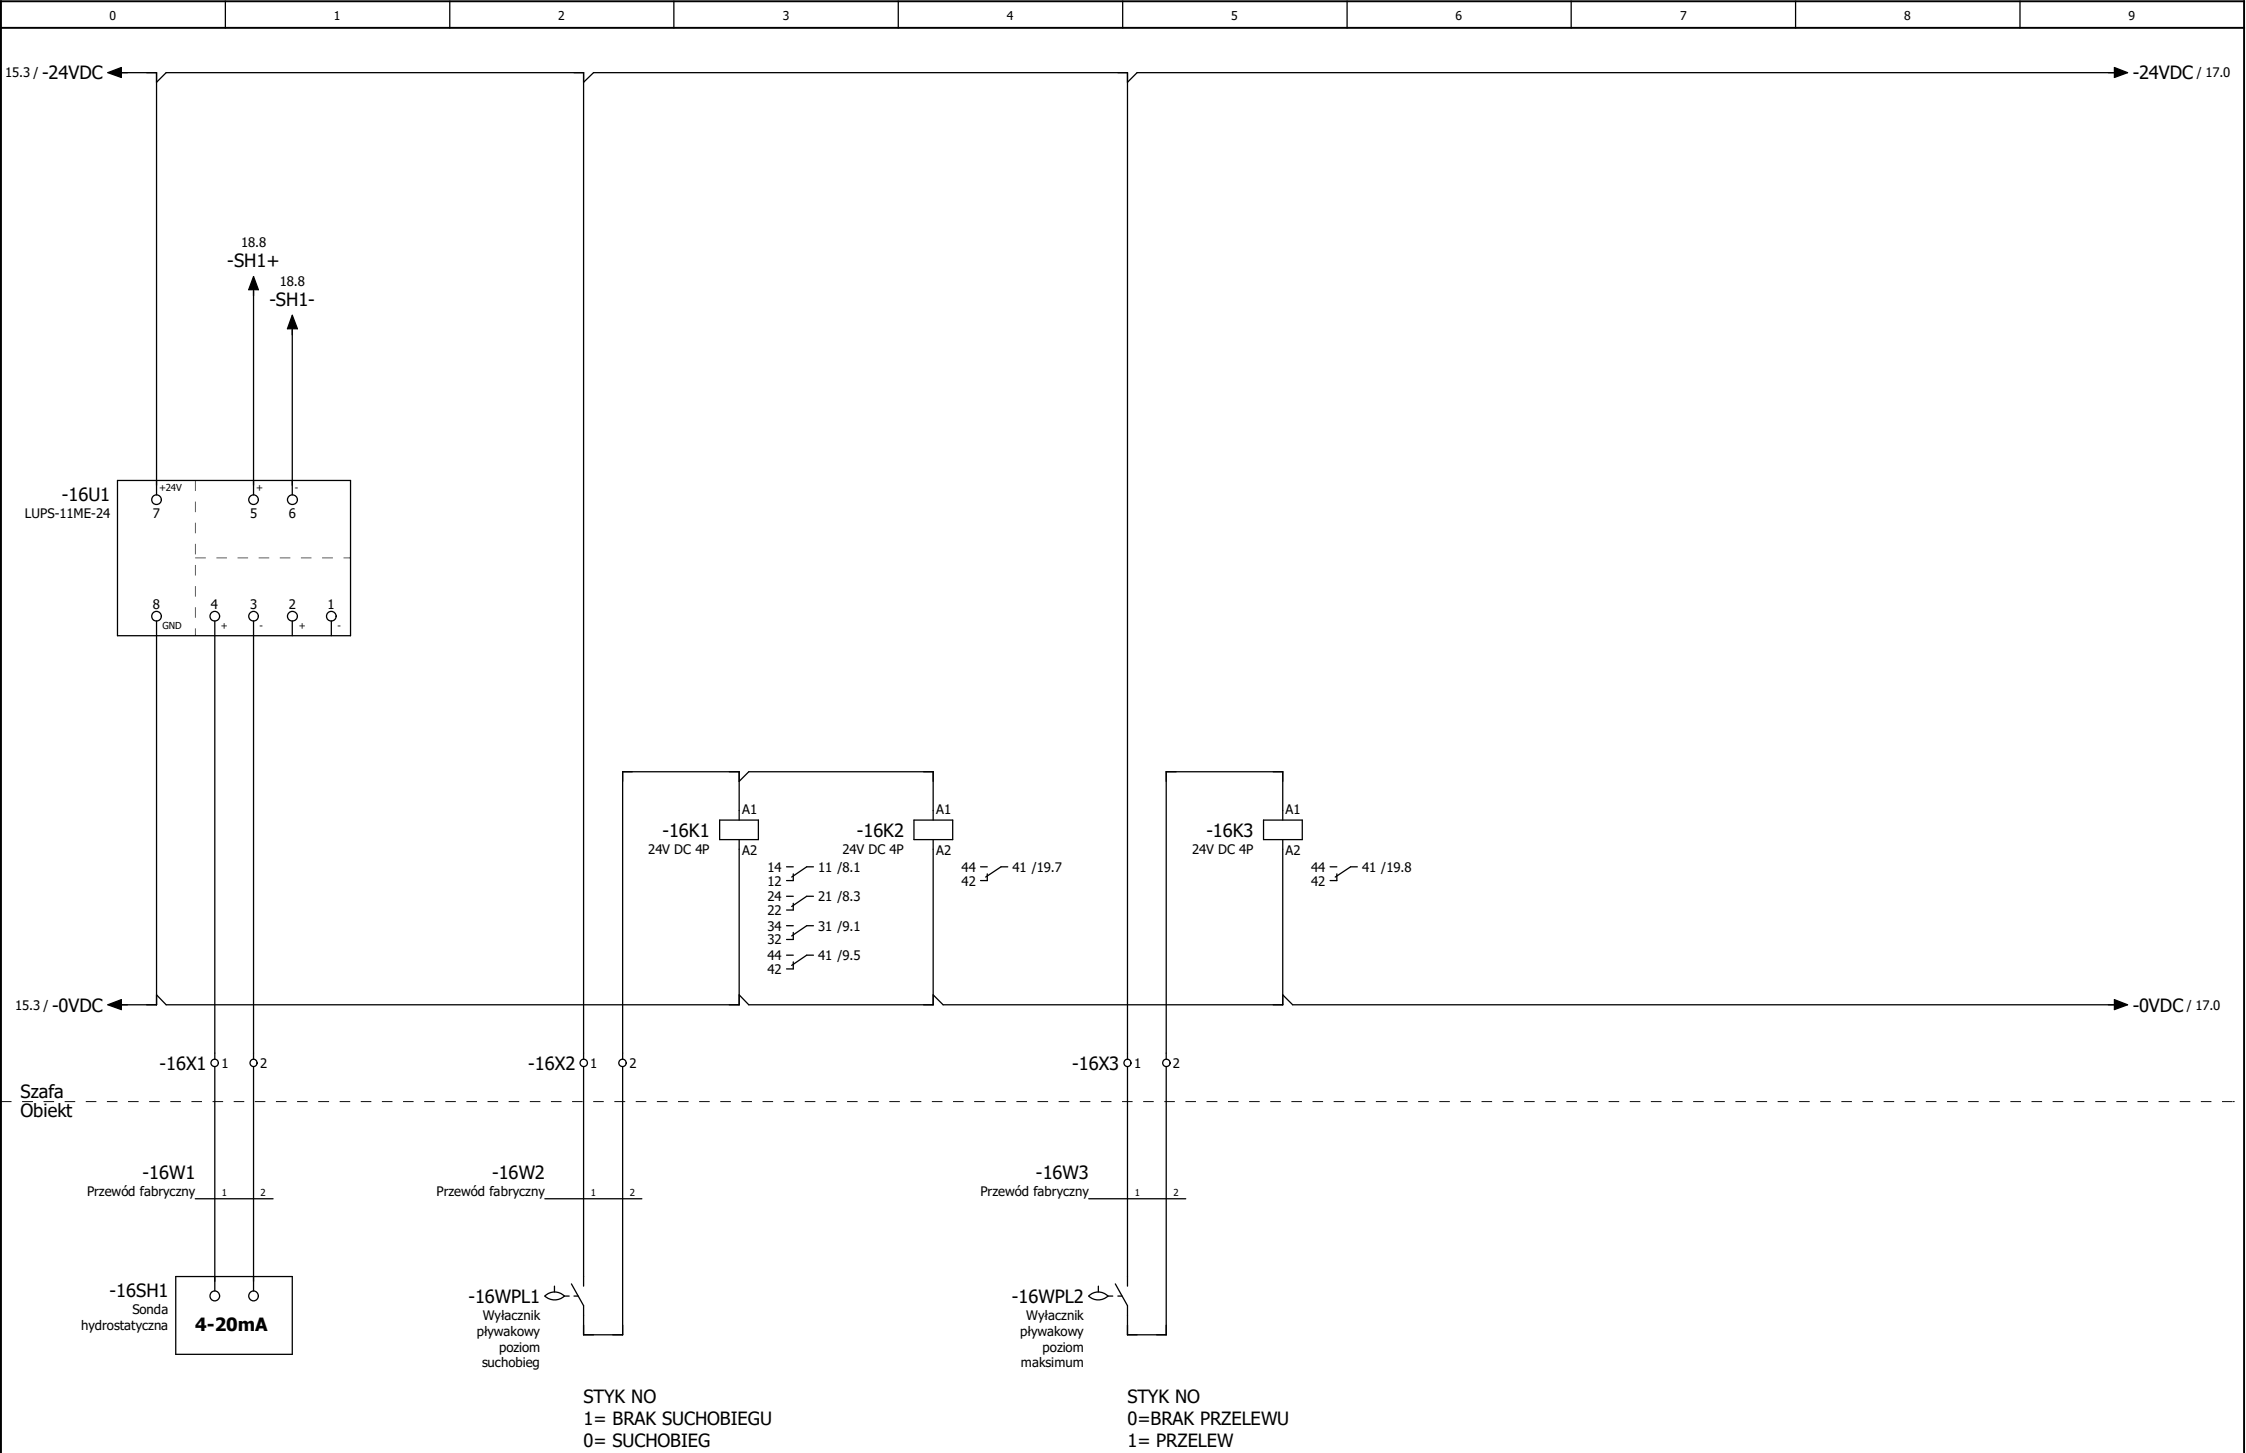 0 1 2 3 4 5 6 7 8 9
15.3 / -24VDC
-24VDC / 17.0
18.8
-SH1+
18.8
-SH1-
-16U1
LUPS-11ME-24
+24V + -
7 5 6
8 4 3 2 1
GND + - + -
A1 A1 A1
-16K1
24V DC 4P
A2
14 11 /8.1
12
24 21 /8.3
22
34 31 /9.1
32
44 41 /9.5
42
-16K2
24V DC 4P
A2
44 41 /19.7
42
-16K3
24V DC 4P
A2
44 41 /19.8
42
15.3 / -0VDC
-0VDC / 17.0
-16X1 1 2
-16X2 1 2
-16X3 1 2
Szafa
Obiekt
-16W1
Przewód fabryczny 1 2
-16W2
Przewód fabryczny 1 2
-16W3
Przewód fabryczny 1 2
-16SH1
Sonda
hydrostatyczna
4-20mA
-16WPL1
Wyłacznik
pływakowy
poziom
suchobieg
-16WPL2
Wyłacznik
pływakowy
poziom
maksimum
STYK NO
1= BRAK SUCHOBIEGU
0= SUCHOBIEG
STYK NO
0=BRAK PRZELEWU
1= PRZELEW